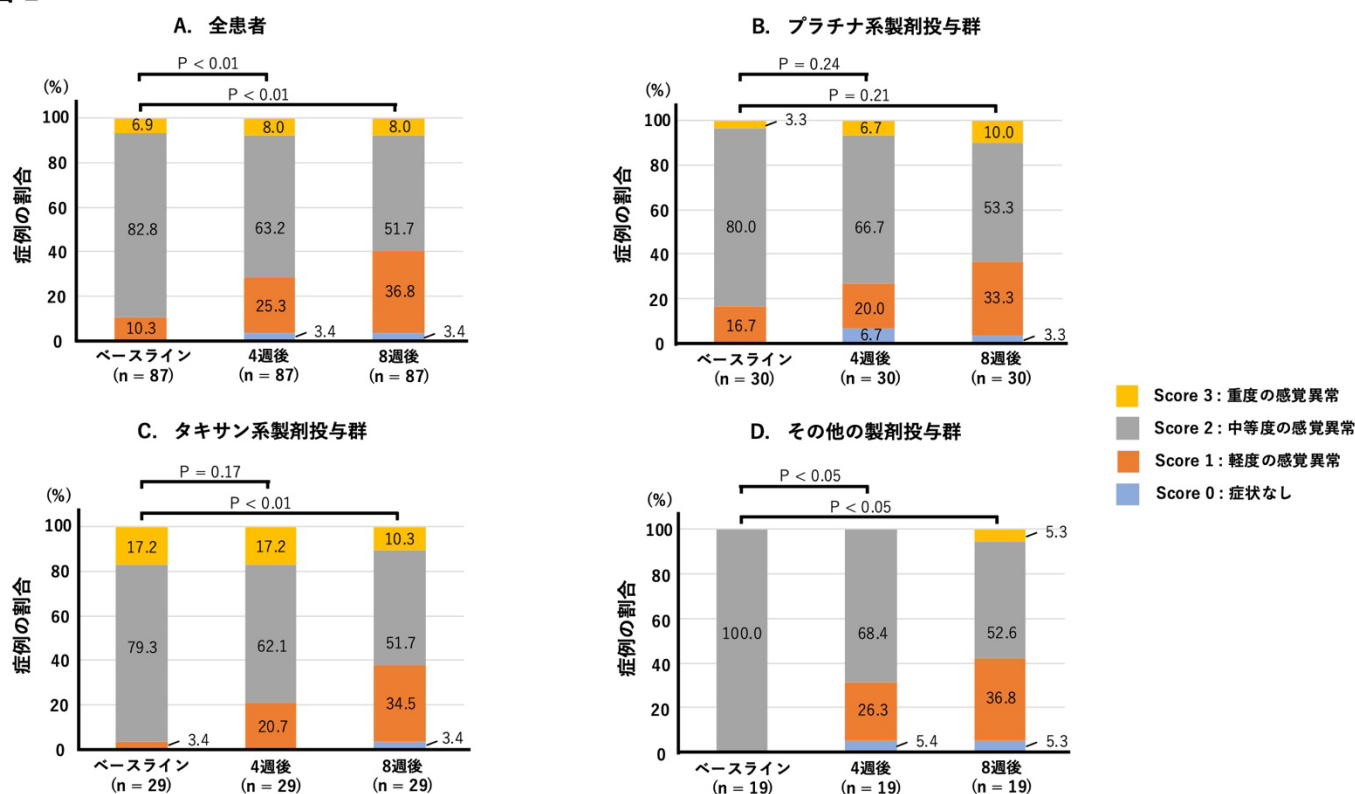 A. 全患者
P < 0.01
P < 0.01
(%)
100
80
60
40
20
0
症例の割合
6.9
82.8
10.3
8.0
63.2
25.3
3.4
8.0
51.7
36.8
3.4
ベースライン
(n = 87)
4週後
(n = 87)
8週後
(n = 87)
B. プラチナ系製剤投与群
P = 0.24
P = 0.21
(%)
100
80
60
40
20
0
症例の割合
3.3
80.0
16.7
6.7
66.7
20.0
6.7
10.0
53.3
33.3
3.3
ベースライン
(n = 30)
4週後
(n = 30)
8週後
(n = 30)
C. タキサン系製剤投与群
P = 0.17
P < 0.01
(%)
100
80
60
40
20
0
症例の割合
17.2
79.3
3.4
17.2
62.1
20.7
10.3
51.7
34.5
3.4
ベースライン
(n = 29)
4週後
(n = 29)
8週後
(n = 29)
D. その他の製剤投与群
P < 0.05
P < 0.05
(%)
100
80
60
40
20
0
症例の割合
100.0
68.4
26.3
5.4
5.3
52.6
36.8
5.3
ベースライン
(n = 19)
4週後
(n = 19)
8週後
(n = 19)
Score 3 : 重度の感覚異常
Score 2 : 中等度の感覚異常
Score 1 : 軽度の感覚異常
Score 0 : 症状なし